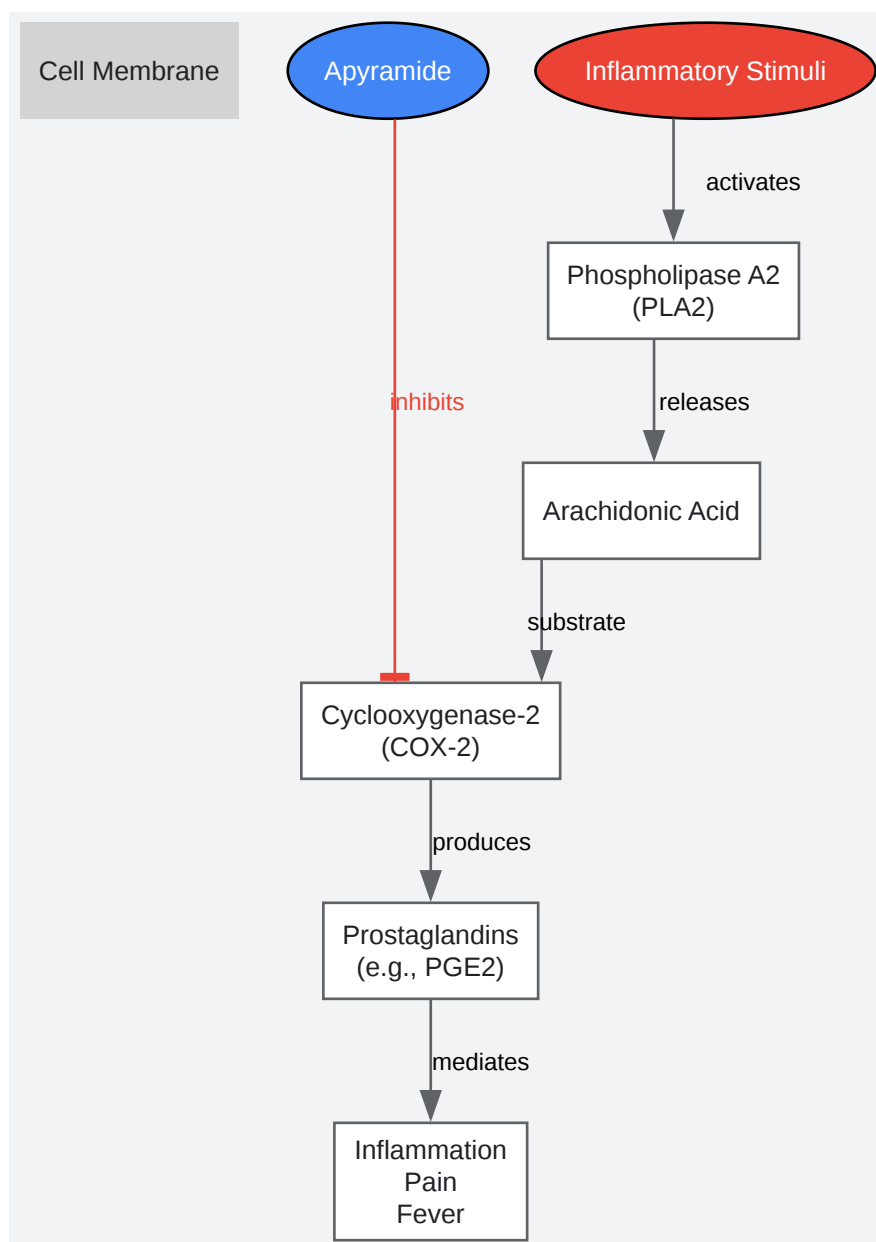 Cell Membrane
Apyramide
Inflammatory Stimuli
activates
Phospholipase A2
(PLA2)
inhibits
releases
Arachidonic Acid
substrate
Cyclooxygenase-2
(COX-2)
produces
Prostaglandins
(e.g., PGE2)
mediates
Inflammation
Pain
Fever